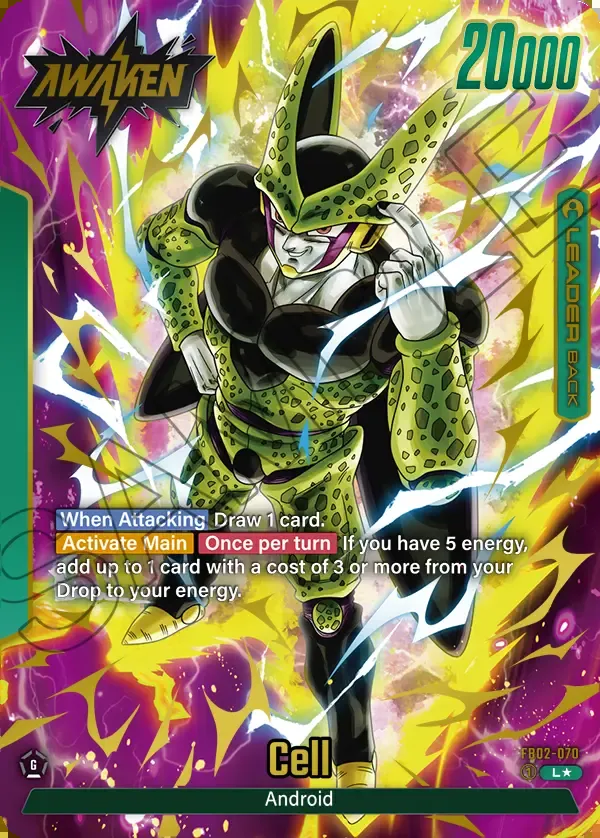 AWAKEN
20000
LEADER BACK
When Attacking Draw 1 card.
Activate Main Once per turn If you have 5 energy,
add up to 1 card with a cost of 3 or more from your
Drop to your energy.
Cell
FB02-070
G
1 L★
Android
SAMPLE